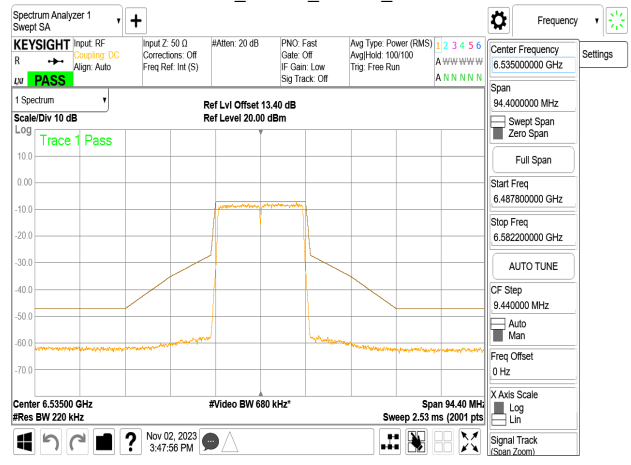 Spectrum Analyzer 1
Swept SA
Frequency
KEYSIGHT
Input: RF
Input Z: 50 Ω
#Atten: 20 dB
PNO: Fast
Avg Type: Power (RMS)
1 2 3 4 5 6
Coupling: DC
Corrections: Off
Gate: Off
Avg|Hold: 100/100
R
Align: Auto
Freq Ref: Int (S)
IF Gain: Low
Trig: Free Run
A W W W W W
Sig Track: Off
A N N N N N
LXI
PASS
Center Frequency
6.535000000 GHz
Settings
Span
94.4000000 MHz
Swept Span
Zero Span
Full Span
Start Freq
6.487800000 GHz
Stop Freq
6.582200000 GHz
AUTO TUNE
CF Step
9.440000 MHz
Auto
Man
Freq Offset
0 Hz
X Axis Scale
Log
Lin
Signal Track
(Span Zoom)
1 Spectrum
Scale/Div 10 dB
Ref Lvl Offset 13.40 dB
Ref Level 20.00 dBm
Log
Trace 1 Pass
10.0
0.00
-10.0
-20.0
-30.0
-40.0
-50.0
-60.0
-70.0
Center 6.53500 GHz
#Video BW 680 kHz*
Span 94.40 MHz
#Res BW 220 kHz
Sweep 2.53 ms (2001 pts
Nov 02, 2023
3:47:56 PM